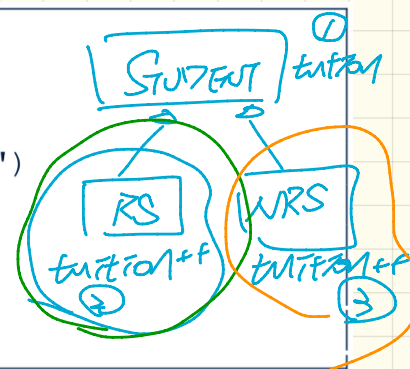 ①
STUDENT tuition
")
RS NRS
tuition++ tuition++
② ③